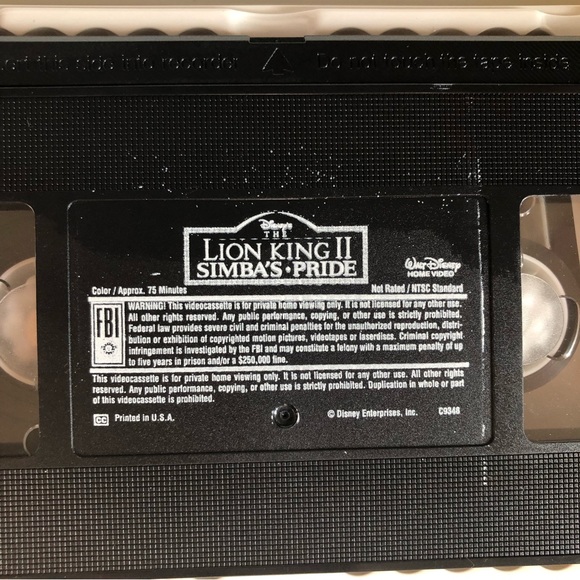 ert this side into recorder Do not touch the tape inside
Disney's
THE
LION KING II
SIMBA'S • PRIDE
WALT DISNEY
HOME VIDEO
Color / Approx. 75 Minutes Not Rated / NTSC Standard
FBI
WARNING! This videocassette is for private home viewing only. It is not licensed for any other use.
All other rights reserved. Any public performance, copying, or other use is strictly prohibited.
Federal law provides severe civil and criminal penalties for the unauthorized reproduction, distri-
bution or exhibition of copyrighted motion pictures, videotapes or laserdiscs. Criminal copyright
infringement is investigated by the FBI and may constitute a felony with a maximum penalty of up
to five years in prison and/or a $250,000 fine.
This videocassette is for private home viewing only. It is not licensed for any other use. All other rights
reserved. Any public performance, copying, or other use is strictly prohibited. Duplication in whole or part
of this videocassette is prohibited.
CC Printed in U.S.A. © Disney Enterprises, Inc. C9348